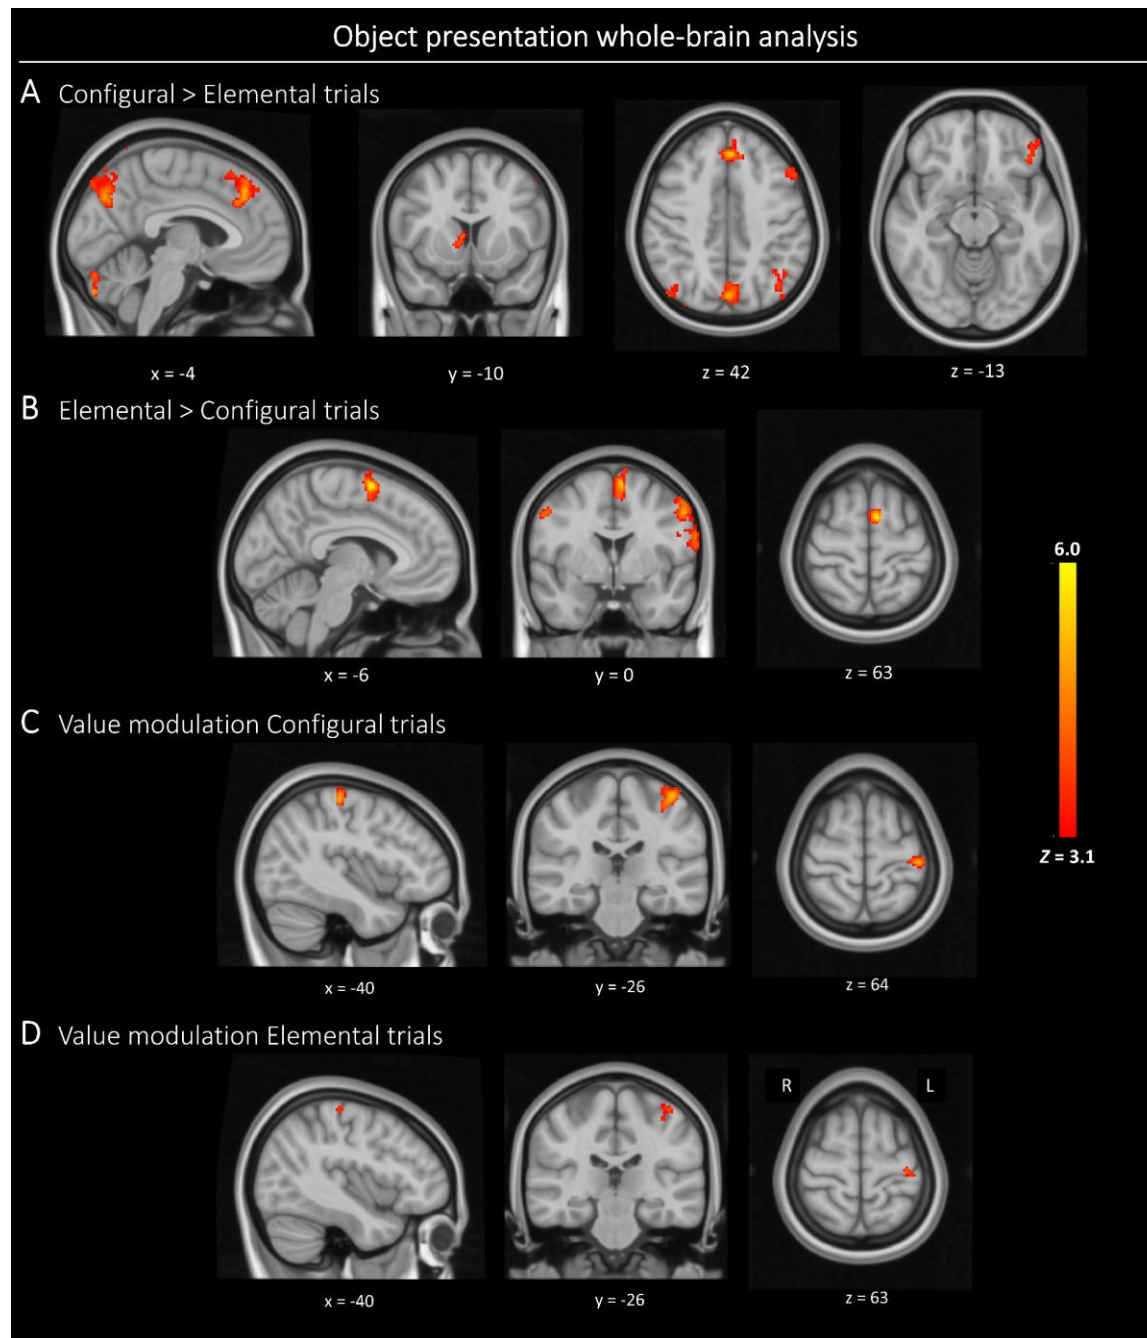 Object presentation whole-brain analysis
A Configural > Elemental trials
x = -4
y = -10
z = 42
z = -13
B Elemental > Configural trials
x = -6
y = 0
z = 63
6.0
Z = 3.1
C Value modulation Configural trials
x = -40
y = -26
z = 64
D Value modulation Elemental trials
R
L
x = -40
y = -26
z = 63